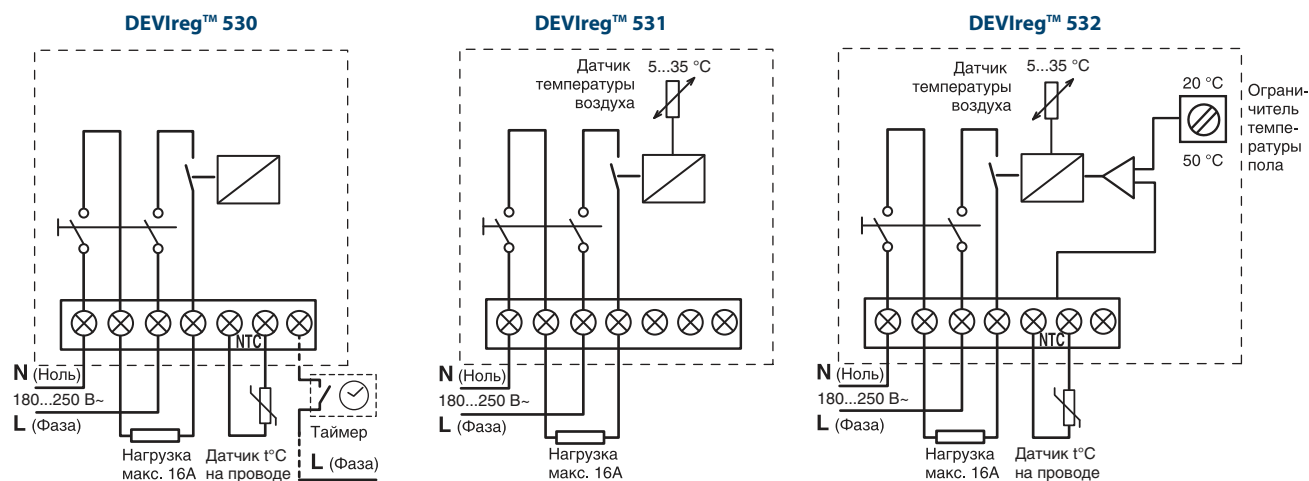 DEVIreg™ 530
NTC
N (Ноль)
180...250 В~
L (Фаза)
Нагрузка
макс. 16А
Датчик t°C
на проводе
Таймер
L (Фаза)
DEVIreg™ 531
Датчик
температуры
воздуха
5...35 °C
N (Ноль)
180...250 В~
L (Фаза)
Нагрузка
макс. 16А
DEVIreg™ 532
Датчик
температуры
воздуха
5...35 °C
20 °C
50 °C
Ограни-
читель
темпе-
ратуры
пола
NTC
N (Ноль)
180...250 В~
L (Фаза)
Нагрузка
макс. 16А
Датчик t°C
на проводе